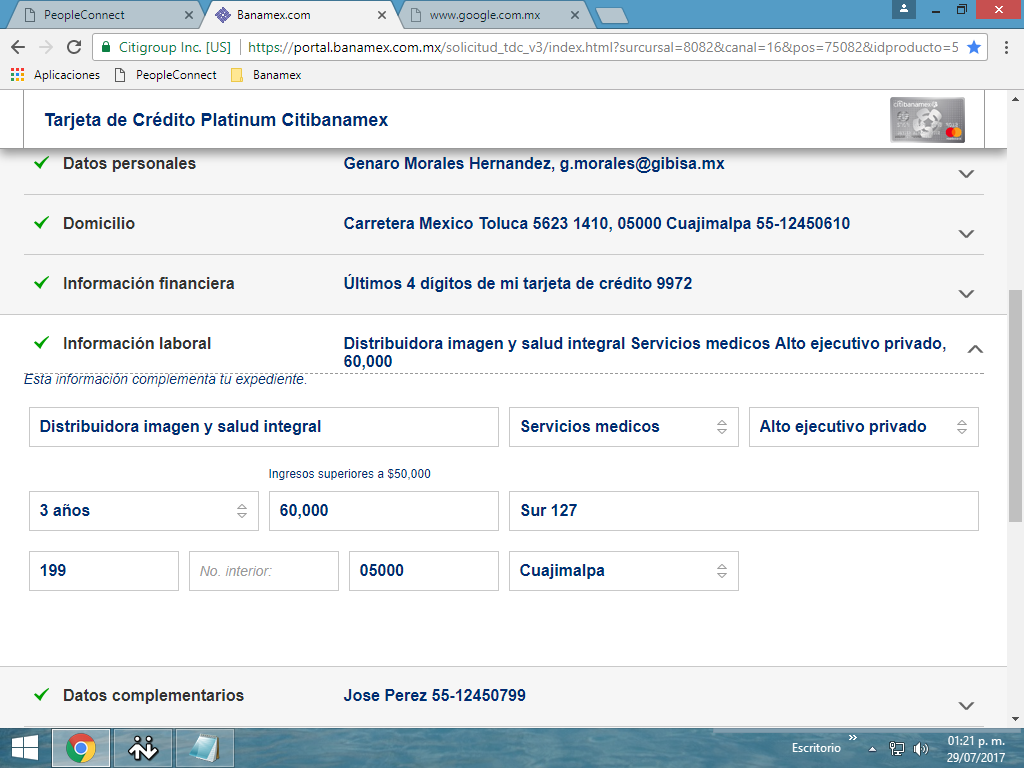 PeopleConnect
Banamex.com
www.google.com.mx
Citigroup Inc. [US]
https://portal.banamex.com.mx/solicitud_tdc_v3/index.html?sursursal=8082&canal=16&pos=75082&idproducto=5
Aplicaciones
PeopleConnect
Banamex
Tarjeta de Crédito Platinum Citibanamex
citibanamex
Datos personales
Genaro Morales Hernandez, g.morales@gibisa.mx
Domicilio
Carretera Mexico Toluca 5623 1410, 05000 Cuajimalpa 55-12450610
Información financiera
Últimos 4 dígitos de mi tarjeta de crédito 9972
Información laboral
Distribuidora imagen y salud integral Servicios medicos Alto ejecutivo privado,
60,000
Esta información complementa tu expediente.
Distribuidora imagen y salud integral
Servicios medicos
Alto ejecutivo privado
Ingresos superiores a $50,000
3 años
60,000
Sur 127
199
No. interior:
05000
Cuajimalpa
Datos complementarios
Jose Perez 55-12450799
Escritorio
01:21 p. m.
29/07/2017